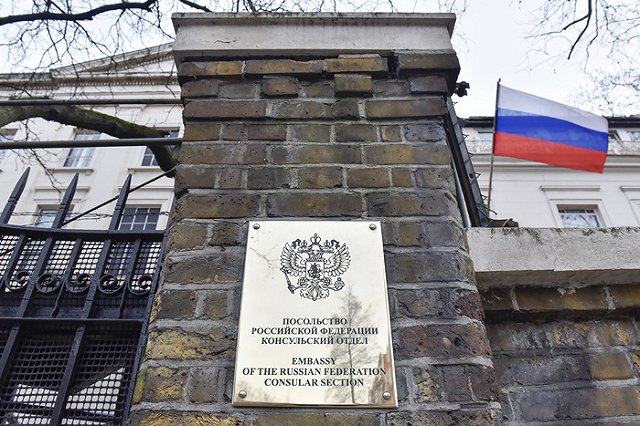 ПОСОЛЬСТВО
РОССИЙСКОЙ ФЕДЕРАЦИИ
КОНСУЛЬСКИЙ ОТДЕЛ
EMBASSY
OF THE RUSSIAN FEDERATION
CONSULAR SECTION